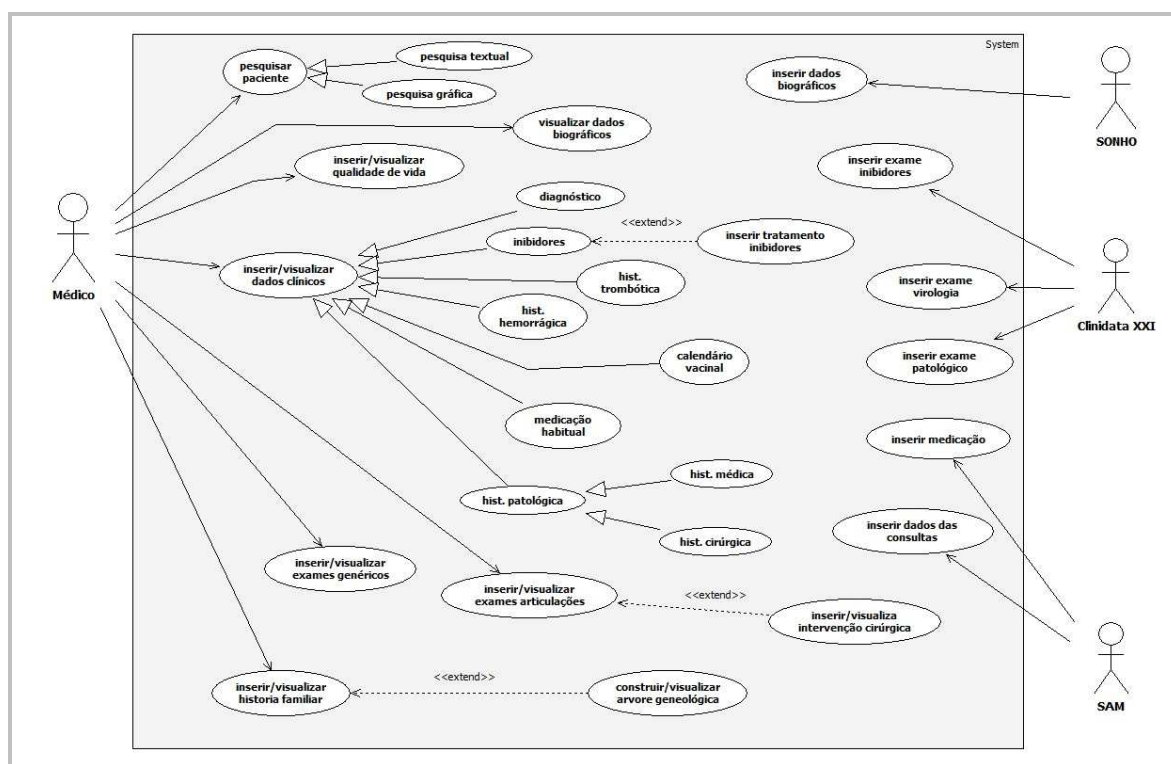 System
pesquisar
paciente
pesquisa textual
pesquisa gráfica
visualizar dados
biográficos
inserir/visualizar
qualidade de vida
diagnóstico
inibidores
<<extend>>
inserir tratamento
inibidores
inserir/visualizar
dados clínicos
hist.
trombótica
hist.
hemorrágica
calendário
vacinal
medicação
habitual
hist. patológica
hist. médica
hist. cirúrgica
inserir/visualizar
exames genéricos
inserir/visualizar
exames articulações
<<extend>>
inserir/visualiza
intervenção cirúrgica
inserir/visualizar
historia familiar
<<extend>>
construir/visualizar
arvore geneológica
inserir dados
biográficos
inserir exame
inibidores
inserir exame
virologia
inserir exame
patológico
inserir medicação
inserir dados das
consultas
Médico
SONHO
Clinidata XXI
SAM